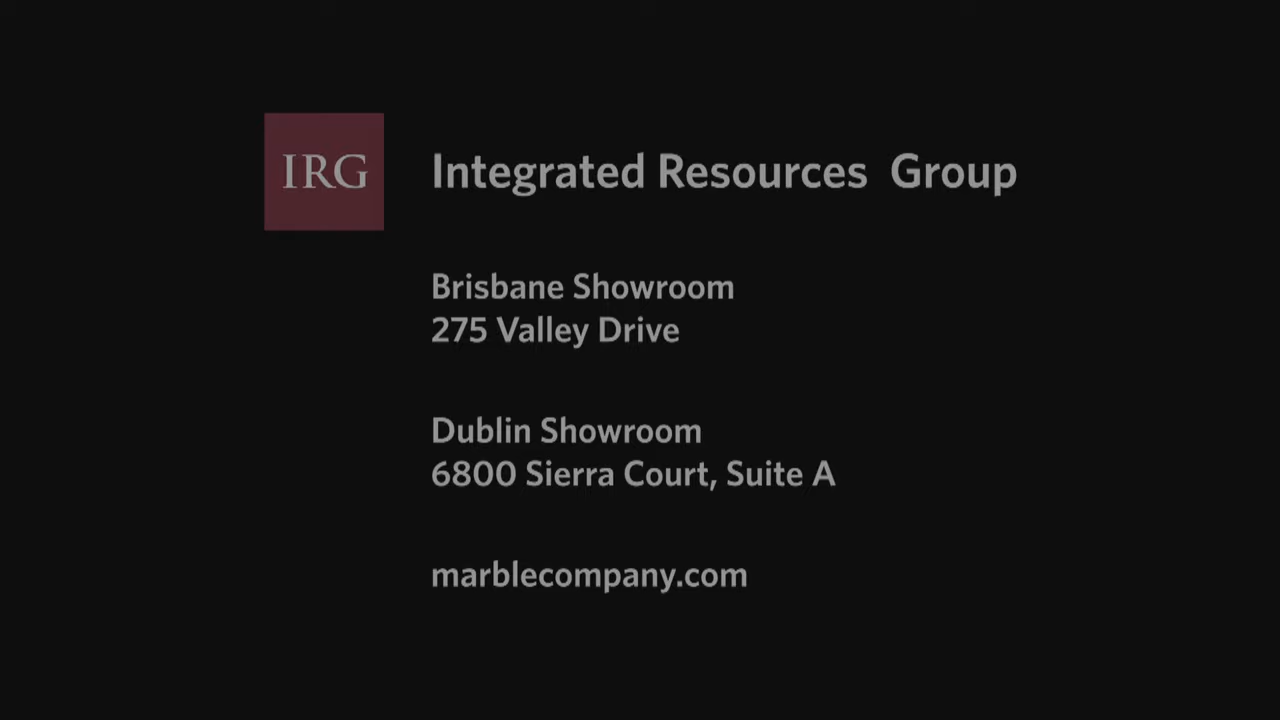 IRG
Integrated Resources Group
Brisbane Showroom
275 Valley Drive
Dublin Showroom
6800 Sierra Court, Suite A
marblecompany.com